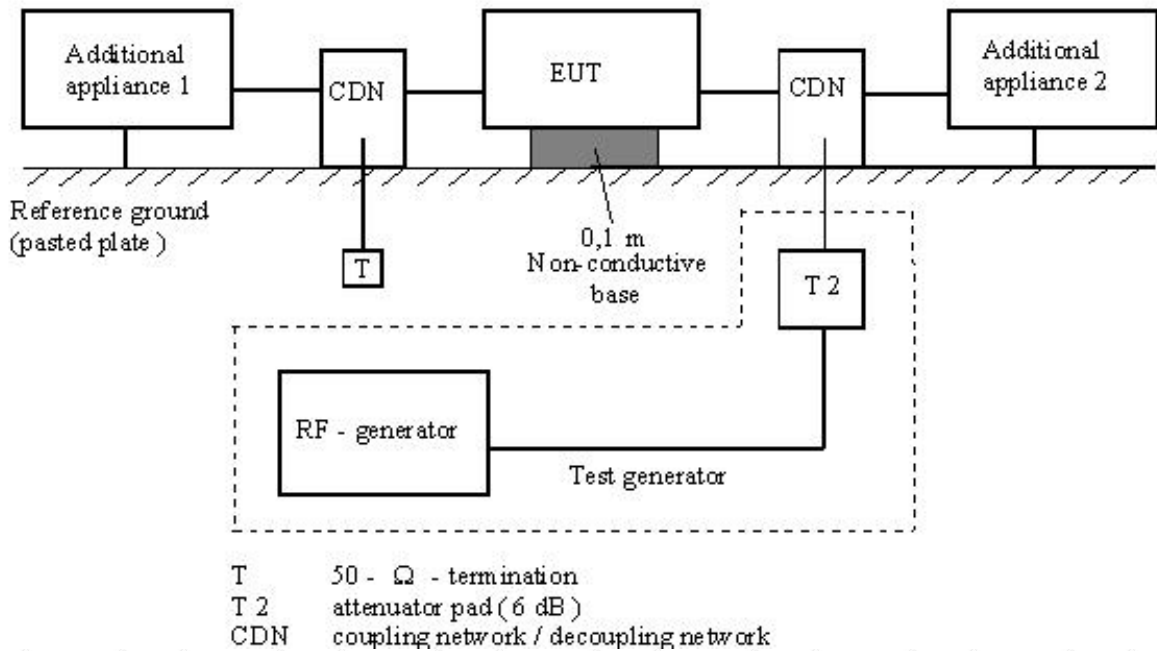 Additional
appliance 1
CDN
EUT
CDN
Additional
appliance 2
Reference ground
(pasted plate )
T
0,1 m
Non-conductive
base
T 2
RF - generator
Test generator
T 50 - Ω - termination
T 2 attenuator pad ( 6 dB )
CDN coupling network / decoupling network